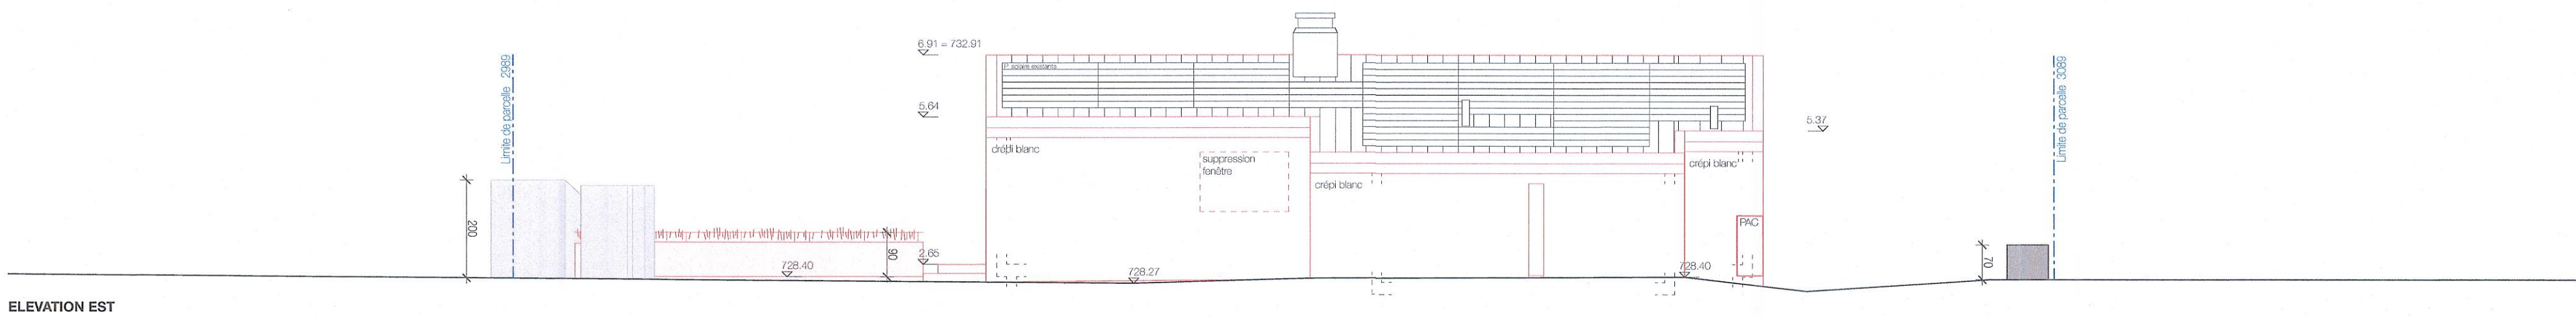 6.91 = 732.91
Limite de parcelle 2989
P. solaire existants
Limite de parcelle 3089
5.64
5.37
crépi blanc
suppression
fenêtre
crépi blanc
crépi blanc
200
PAC
90
2.65
728.40
728.27
728.40
70
ELEVATION EST